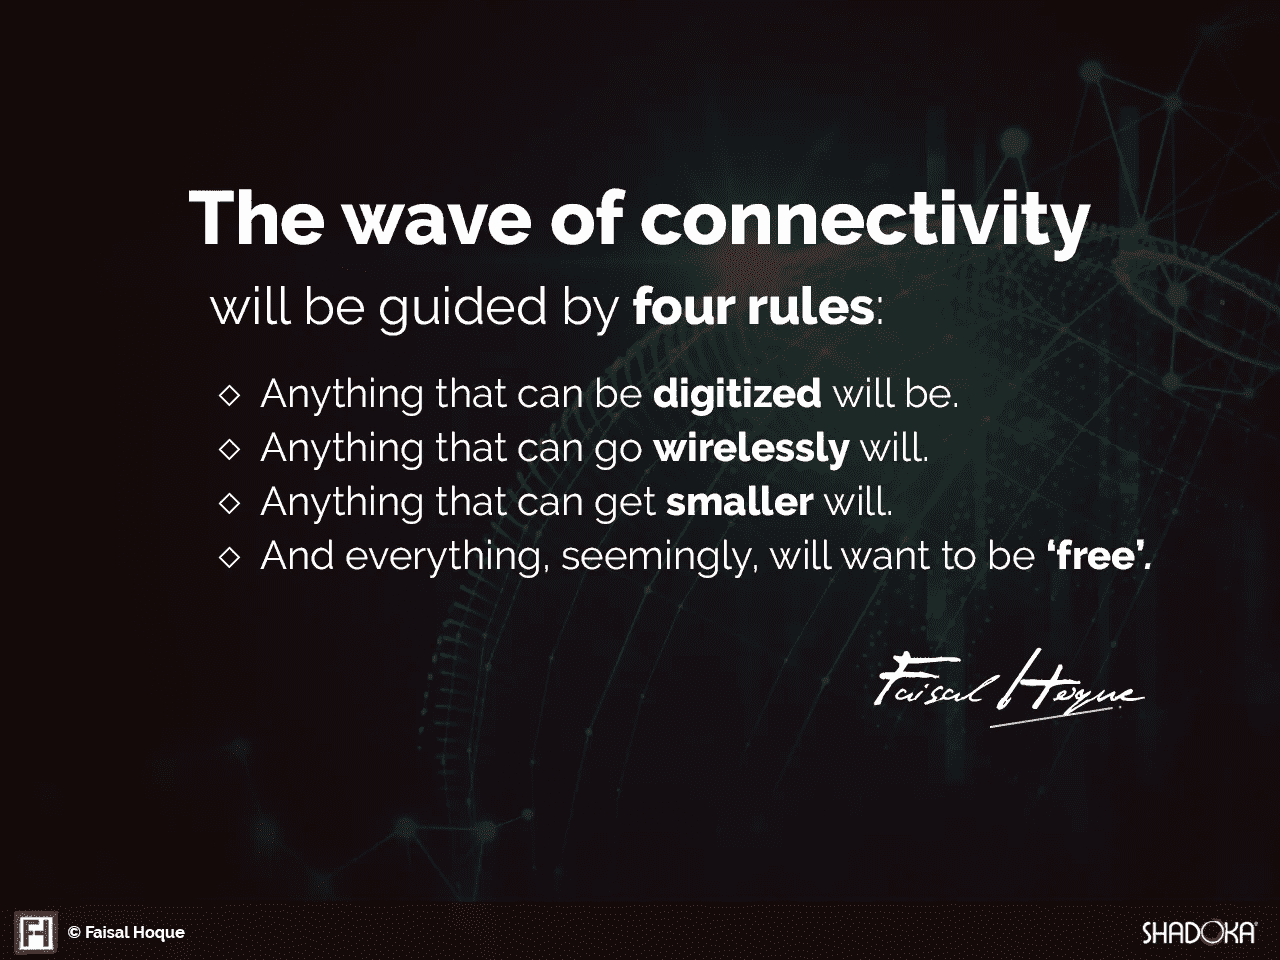 The wave of connectivity
will be guided by four rules:
◇ Anything that can be digitized will be.
◇ Anything that can go wirelessly will.
◇ Anything that can get smaller will.
◇ And everything, seemingly, will want to be ‘free’.
Faisal Hoque
FH © Faisal Hoque
SHADOKA®